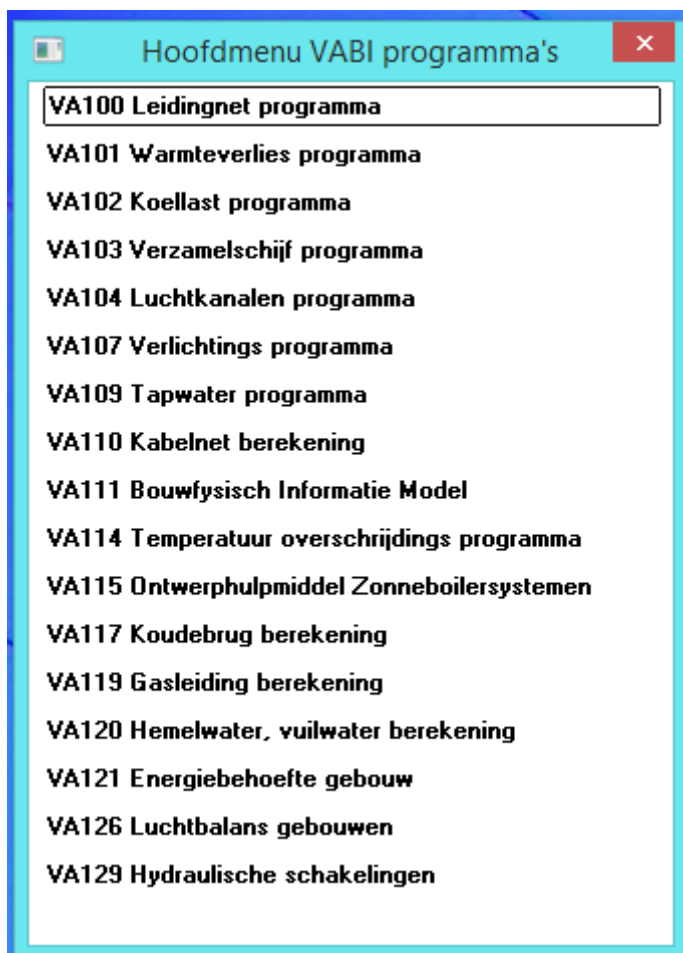 Hoofdmenu VABI programma's
VA100 Leidingnet programma
VA101 Warmteverlies programma
VA102 Koellast programma
VA103 Verzamelschijf programma
VA104 Luchtkanalen programma
VA107 Verlichtings programma
VA109 Tapwater programma
VA110 Kabelnet berekening
VA111 Bouwfysisch Informatie Model
VA114 Temperatuur overschrijdings programma
VA115 Ontwerphulpmiddel Zonneboilersystemen
VA117 Koudebrug berekening
VA119 Gasleiding berekening
VA120 Hemelwater, vuilwater berekening
VA121 Energiebehoefte gebouw
VA126 Luchtbalans gebouwen
VA129 Hydraulische schakelingen